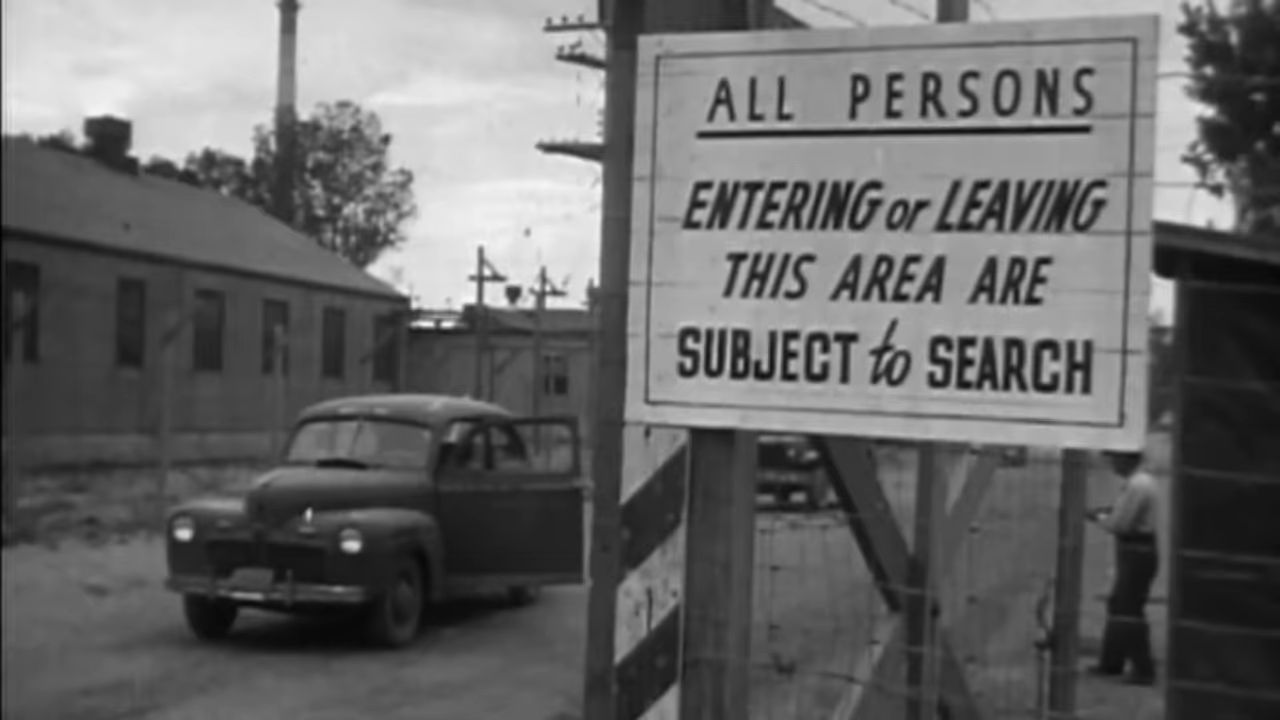 ALL PERSONS
ENTERING or LEAVING
THIS AREA ARE
SUBJECT to SEARCH